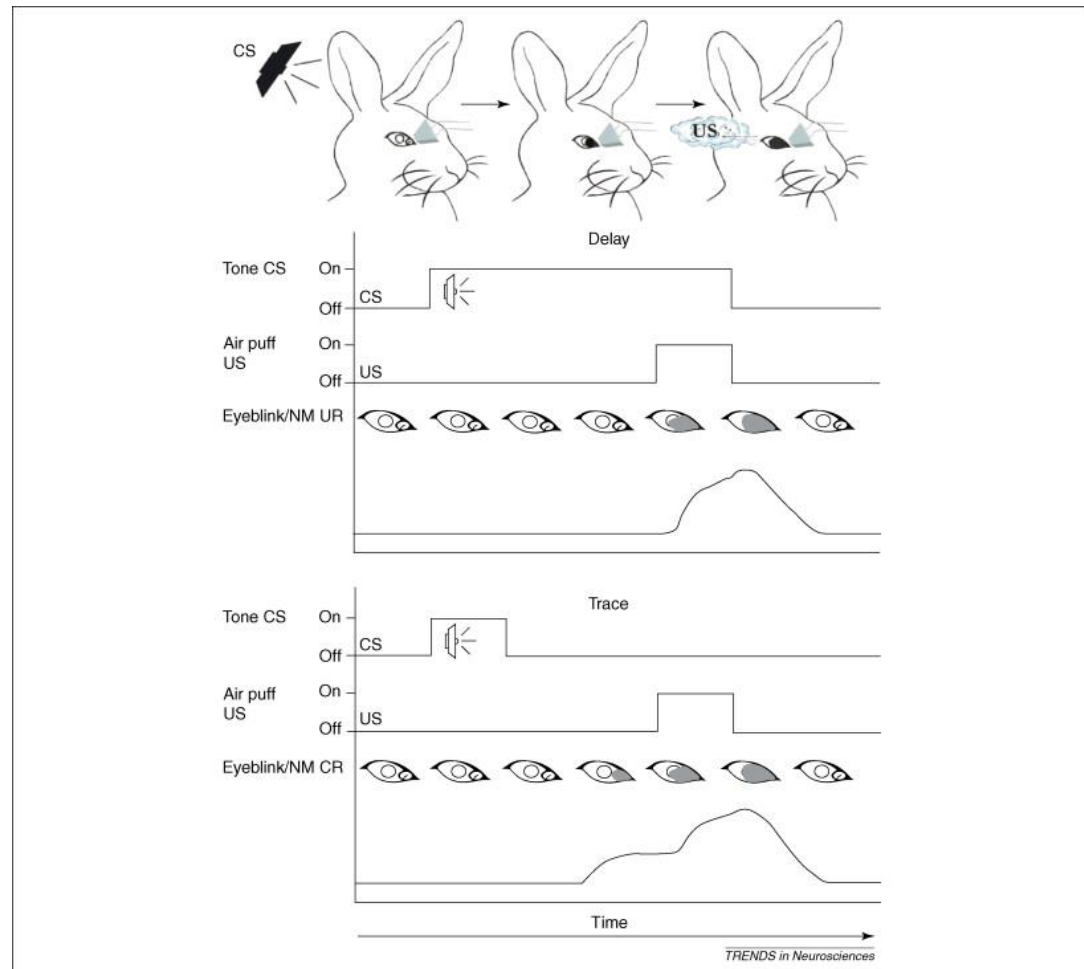 CS
US
Delay
Tone CS On
CS
Off
Air puff On
US
US
Off
Eyeblink/NM UR
Trace
Tone CS On
CS
Off
Air puff On
US
US
Off
Eyeblink/NM CR
Time
TRENDS in Neurosciences